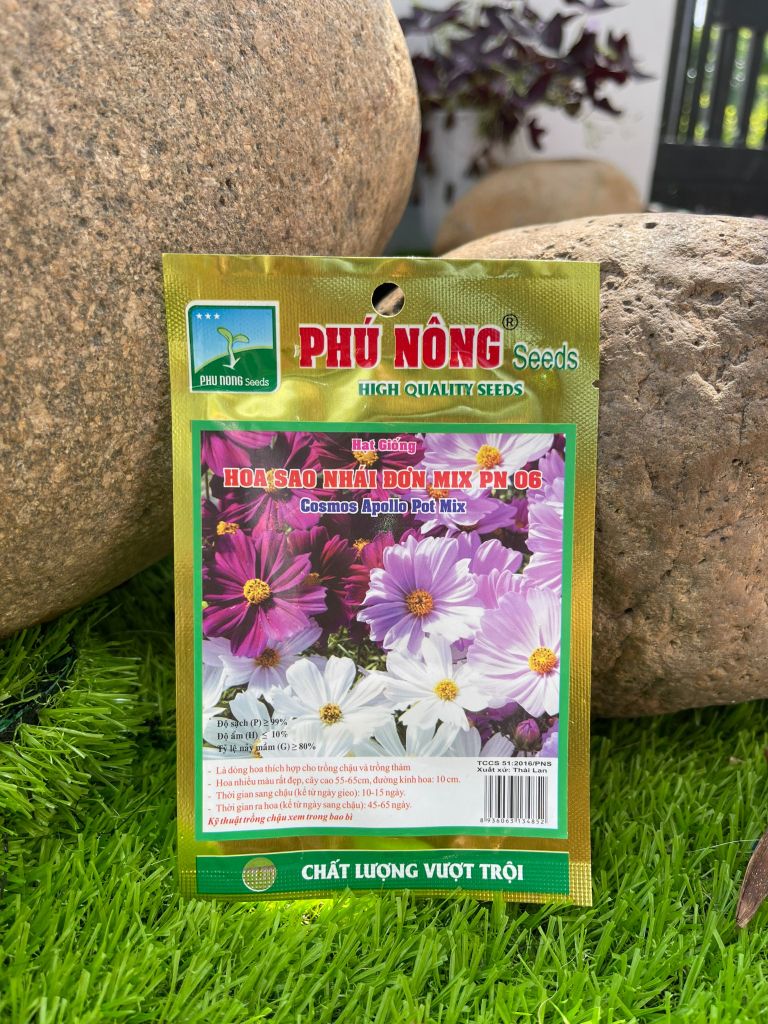 PHÚ NÔNG®
Seeds
HIGH QUALITY SEEDS
PHU NONG Seeds
Hạt Giống
HOA SAO NHÁI ĐƠN MIX PN 06
Cosmos Apollo Pot Mix
Độ sạch (P) ≥ 99%
Độ ẩm (H) ≤ 10%
Tỷ lệ nảy mầm (G) ≥ 80%
TCCS 51:2016/PNS
Xuất xứ: Thái Lan
- Là dòng hoa thích hợp cho trồng chậu và trồng thảm
- Hoa nhiều màu rất đẹp, cây cao 55-65cm, đường kính hoa: 10 cm.
- Thời gian sang chậu (kể từ ngày gieo): 10-15 ngày.
- Thời gian ra hoa (kể từ ngày sang chậu): 45-65 ngày.
Kỹ thuật trồng chậu xem trong bao bì
8 936063 134852
CHẤT LƯỢNG VƯỢT TRỘI